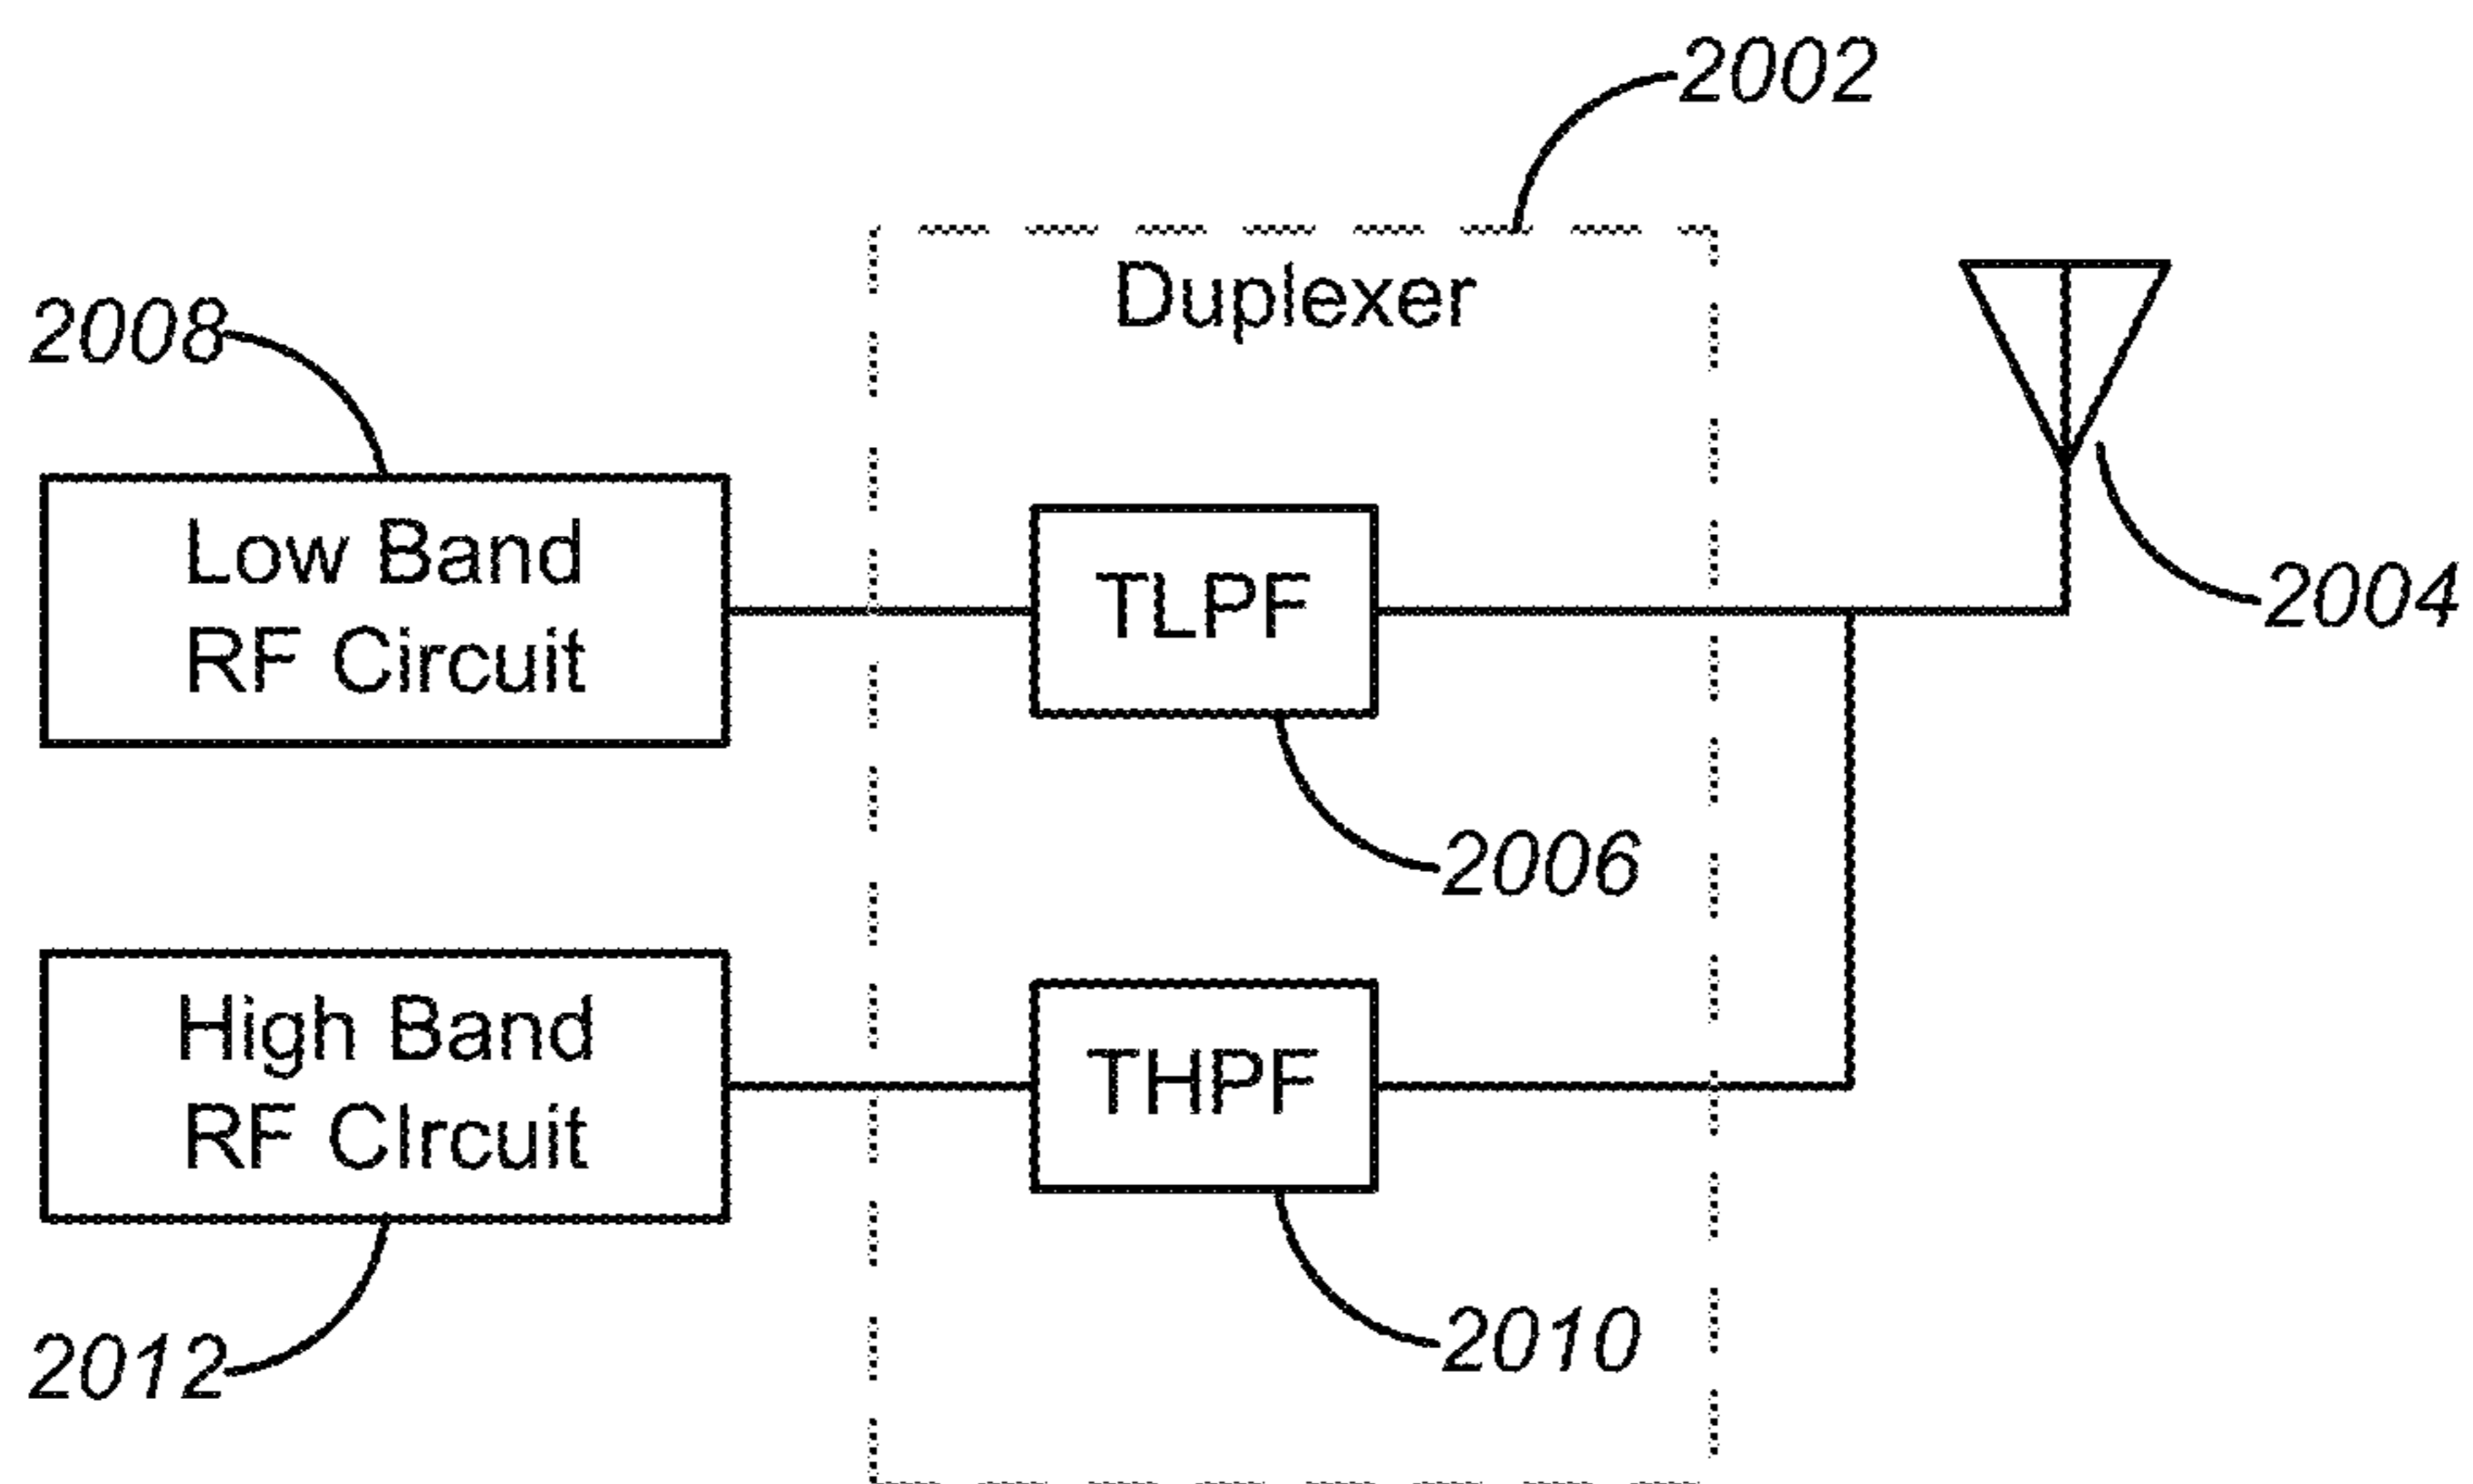 2002
Duplexer
2008
Low Band
RF Circuit
TLPF
2004
2006
High Band
RF CIrcuit
THPF
2010
2012